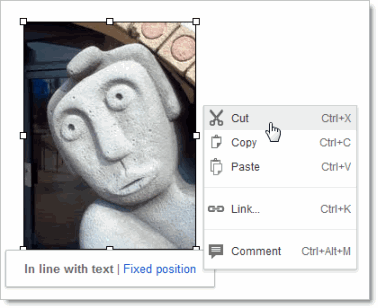 Cut Ctrl+X
Copy Ctrl+C
Paste Ctrl+V
Link... Ctrl+K
Comment Ctrl+Alt+M
In line with text | Fixed position